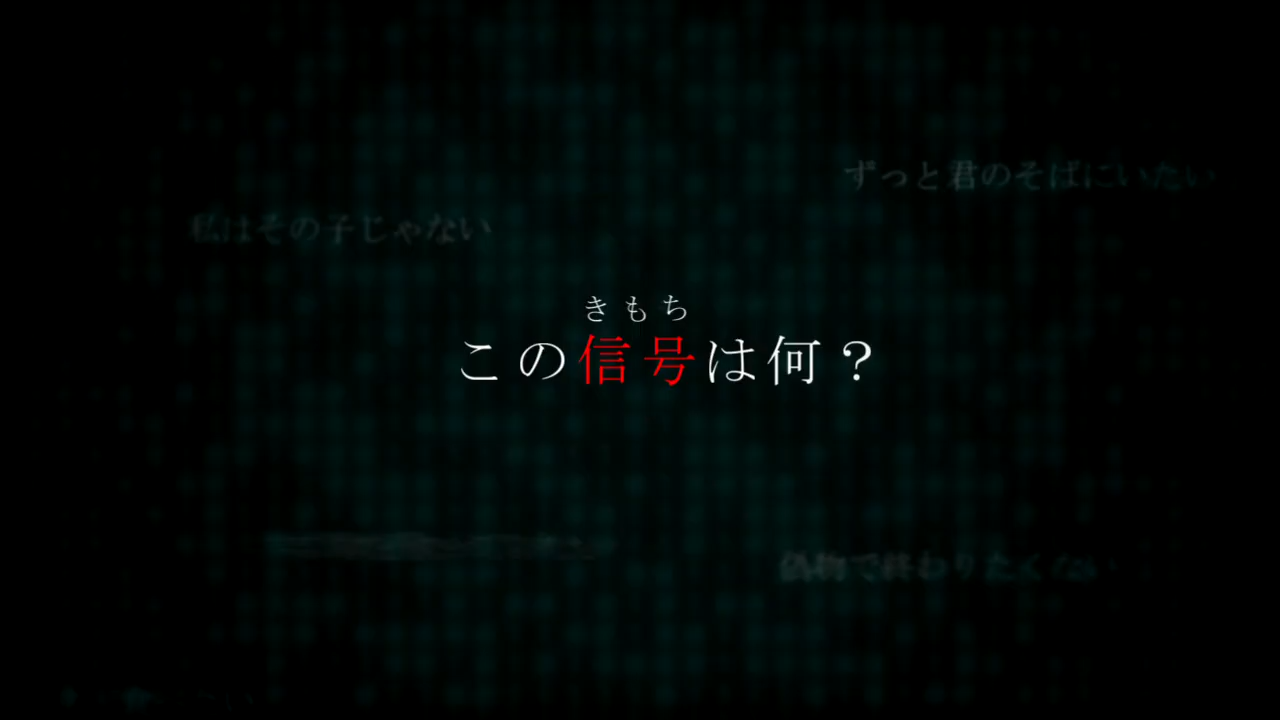 ずっと君のそばにいたい
私はその子じゃない
きもち
この信号は何？
偽物で終わりたくない